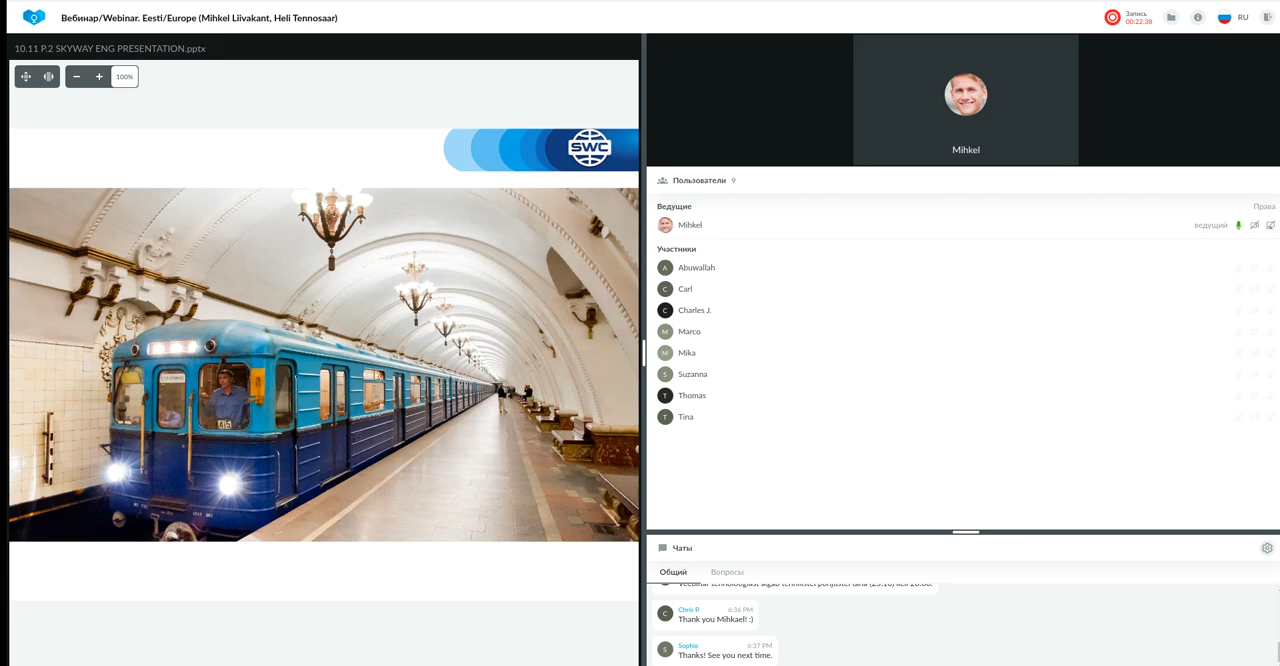 Вебинар/Webinar. Eesti/Europe (Mihkel Liivakant, Heli Tennosaar)
Запись
00:22:38
RU
10.11 P.2 SKYWAY ENG PRESENTATION.pptx
100%
SWC
Mihkel
Пользователи 9
Ведущие Права
Mihkel ведущий
Участники
A Abuwallah
C Carl
C Charles J.
M Marco
M Mika
S Suzanna
T Thomas
T Tina
Чаты
Общий Вопросы
C Chris P. 6:36 PM
Thank you Mihkael! :)
S Sophie 6:37 PM
Thanks! See you next time.